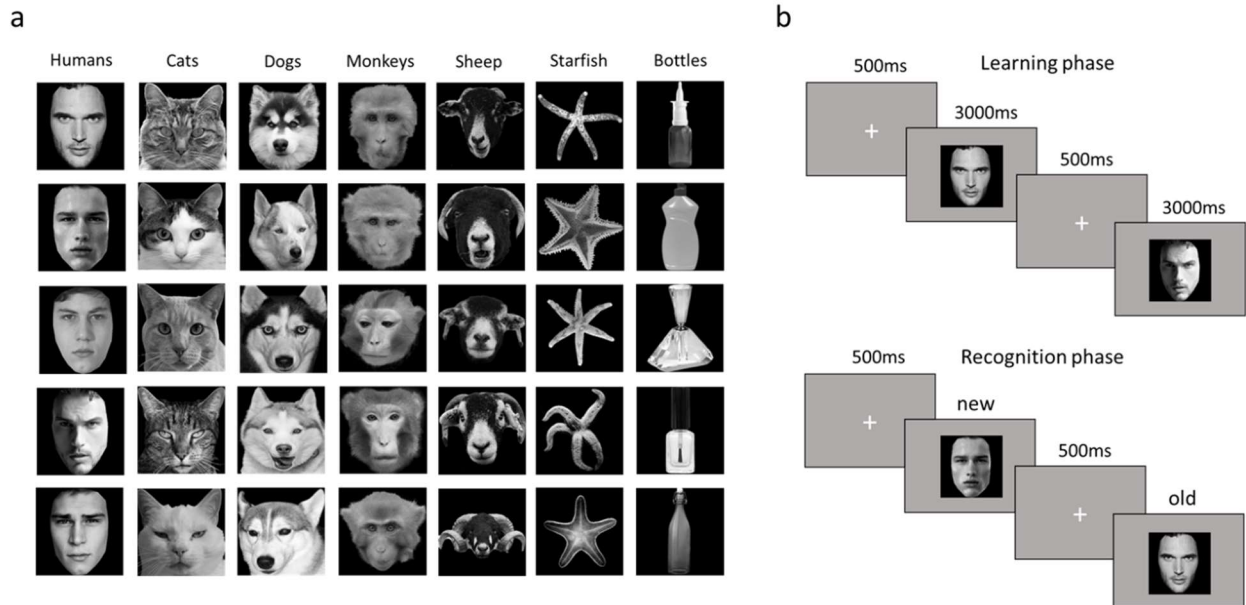 a
Humans
Cats
Dogs
Monkeys
Sheep
Starfish
Bottles
b
Learning phase
500ms
3000ms
500ms
3000ms
Recognition phase
500ms
new
500ms
old